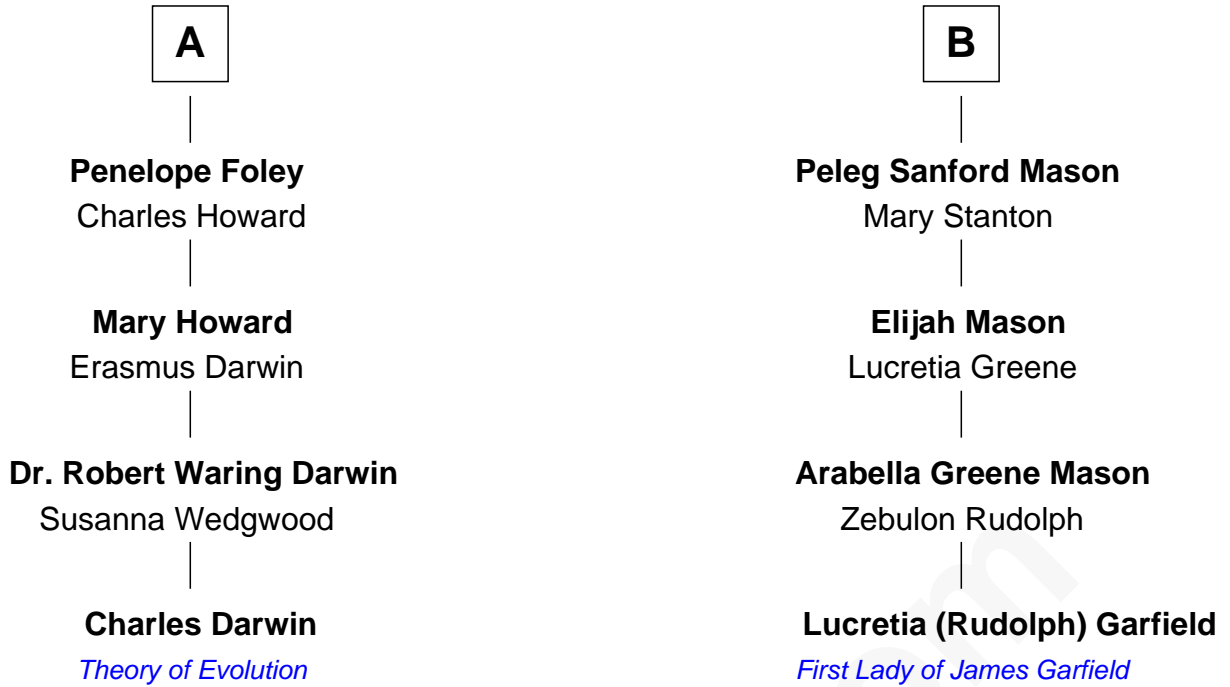 A
Penelope Foley
Charles Howard
Mary Howard
Erasmus Darwin
Dr. Robert Waring Darwin
Susanna Wedgwood
Charles Darwin
Theory of Evolution
B
Peleg Sanford Mason
Mary Stanton
Elijah Mason
Lucretia Greene
Arabella Greene Mason
Zebulon Rudolph
Lucretia (Rudolph) Garfield
First Lady of James Garfield